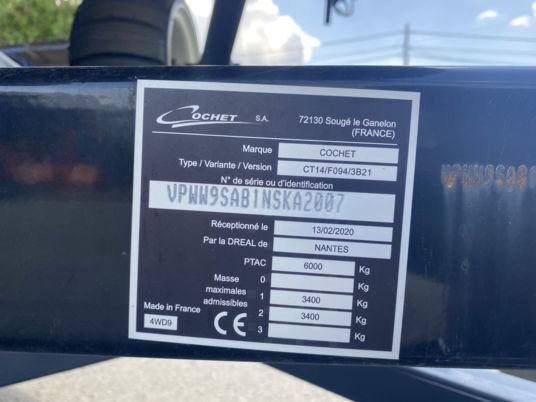 COCHET S.A. 72130 Sougé le Ganelon
(FRANCE)
Marque COCHET
Type / Variante / Version CT14/F094/3B21
N° de série ou d'identification
VPWW9SAB1NSKA2007
Réceptionné le 13/02/2020
Par la DREAL de NANTES
PTAC 6000 Kg
Masse maximales admissibles
0 Kg
1 3400 Kg
2 3400 Kg
3 Kg
Made in France
4WD9
CE